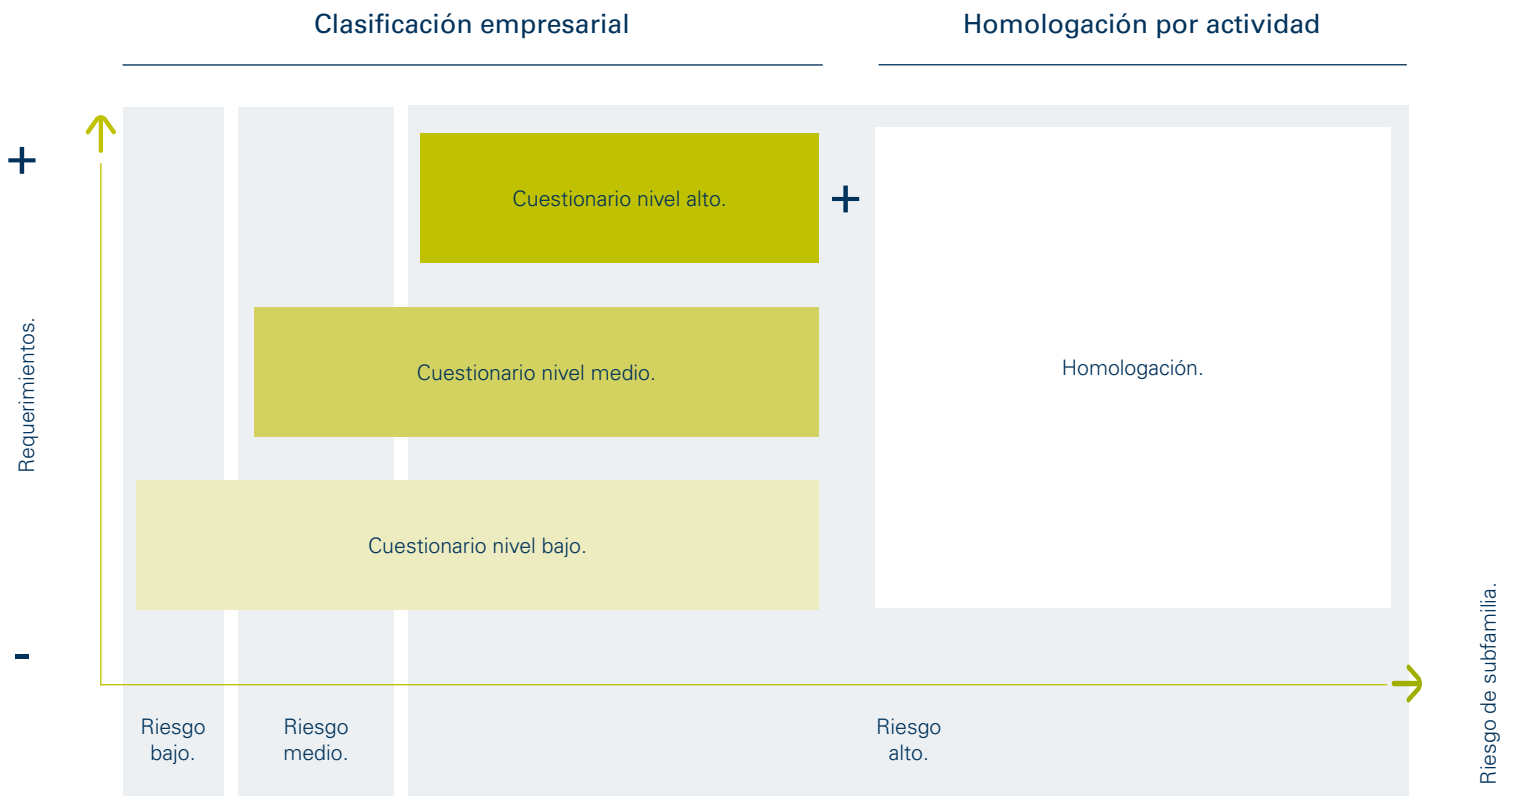 Clasificación empresarial
Homologación por actividad
+
Cuestionario nivel alto.
+
Requerimientos.
Cuestionario nivel medio.
Homologación.
Cuestionario nivel bajo.
-
Riesgo de subfamilia.
Riesgo
bajo.
Riesgo
medio.
Riesgo
alto.